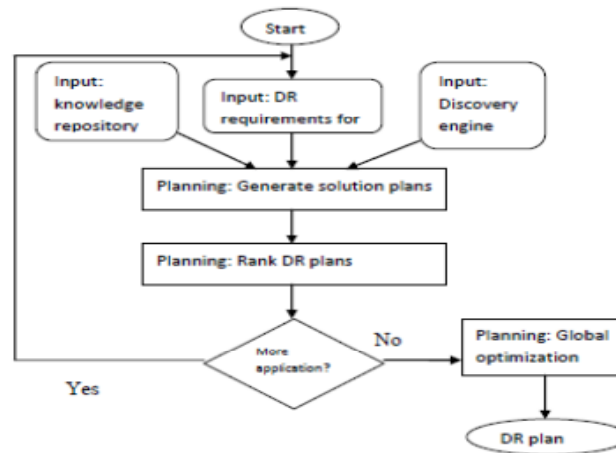 Start
Input:
knowledge
repository
Input: DR
requirements for
Input:
Discovery
engine
Planning: Generate solution plans
Planning: Rank DR plans
More
application?
No
Yes
Planning: Global
optimization
DR plan